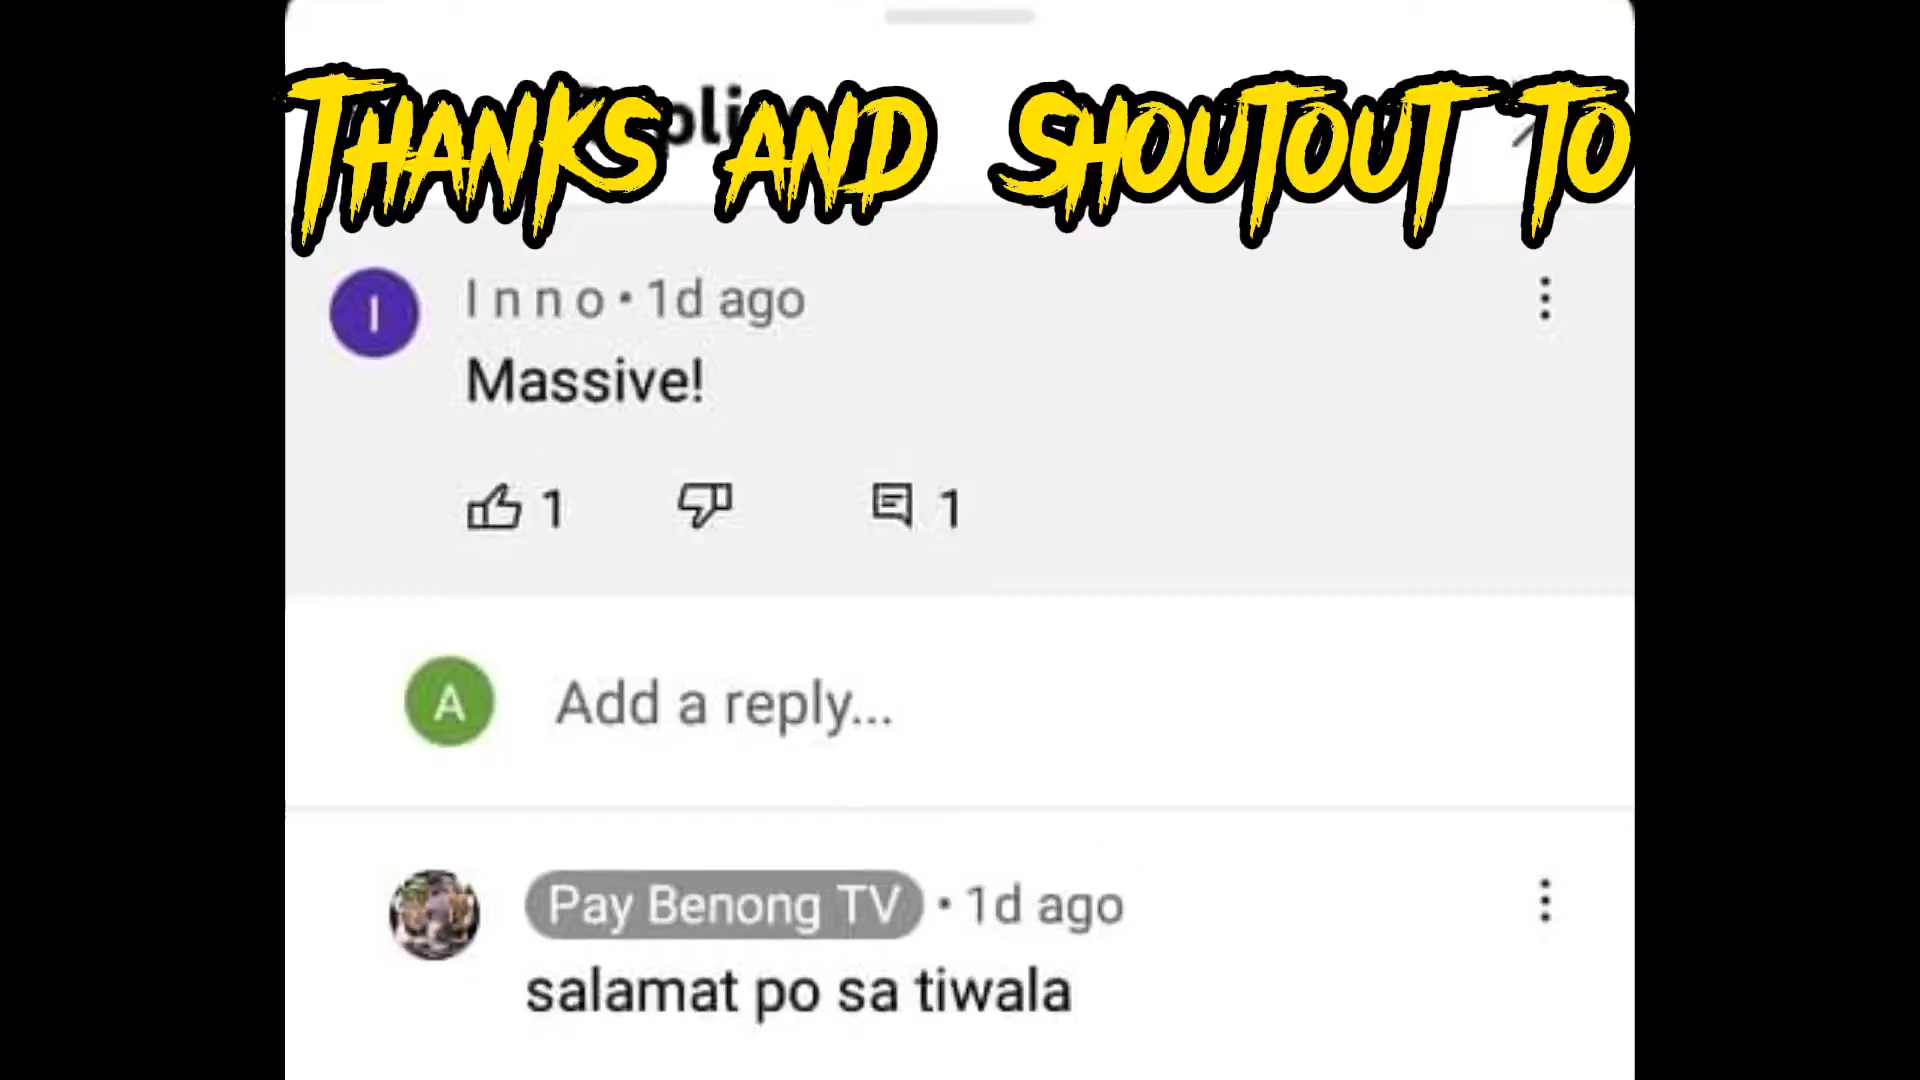 THANKS AND SHOUTOUT TO
I
I n n o • 1d ago
Massive!
1 1
A
Add a reply...
Pay Benong TV • 1d ago
salamat po sa tiwala